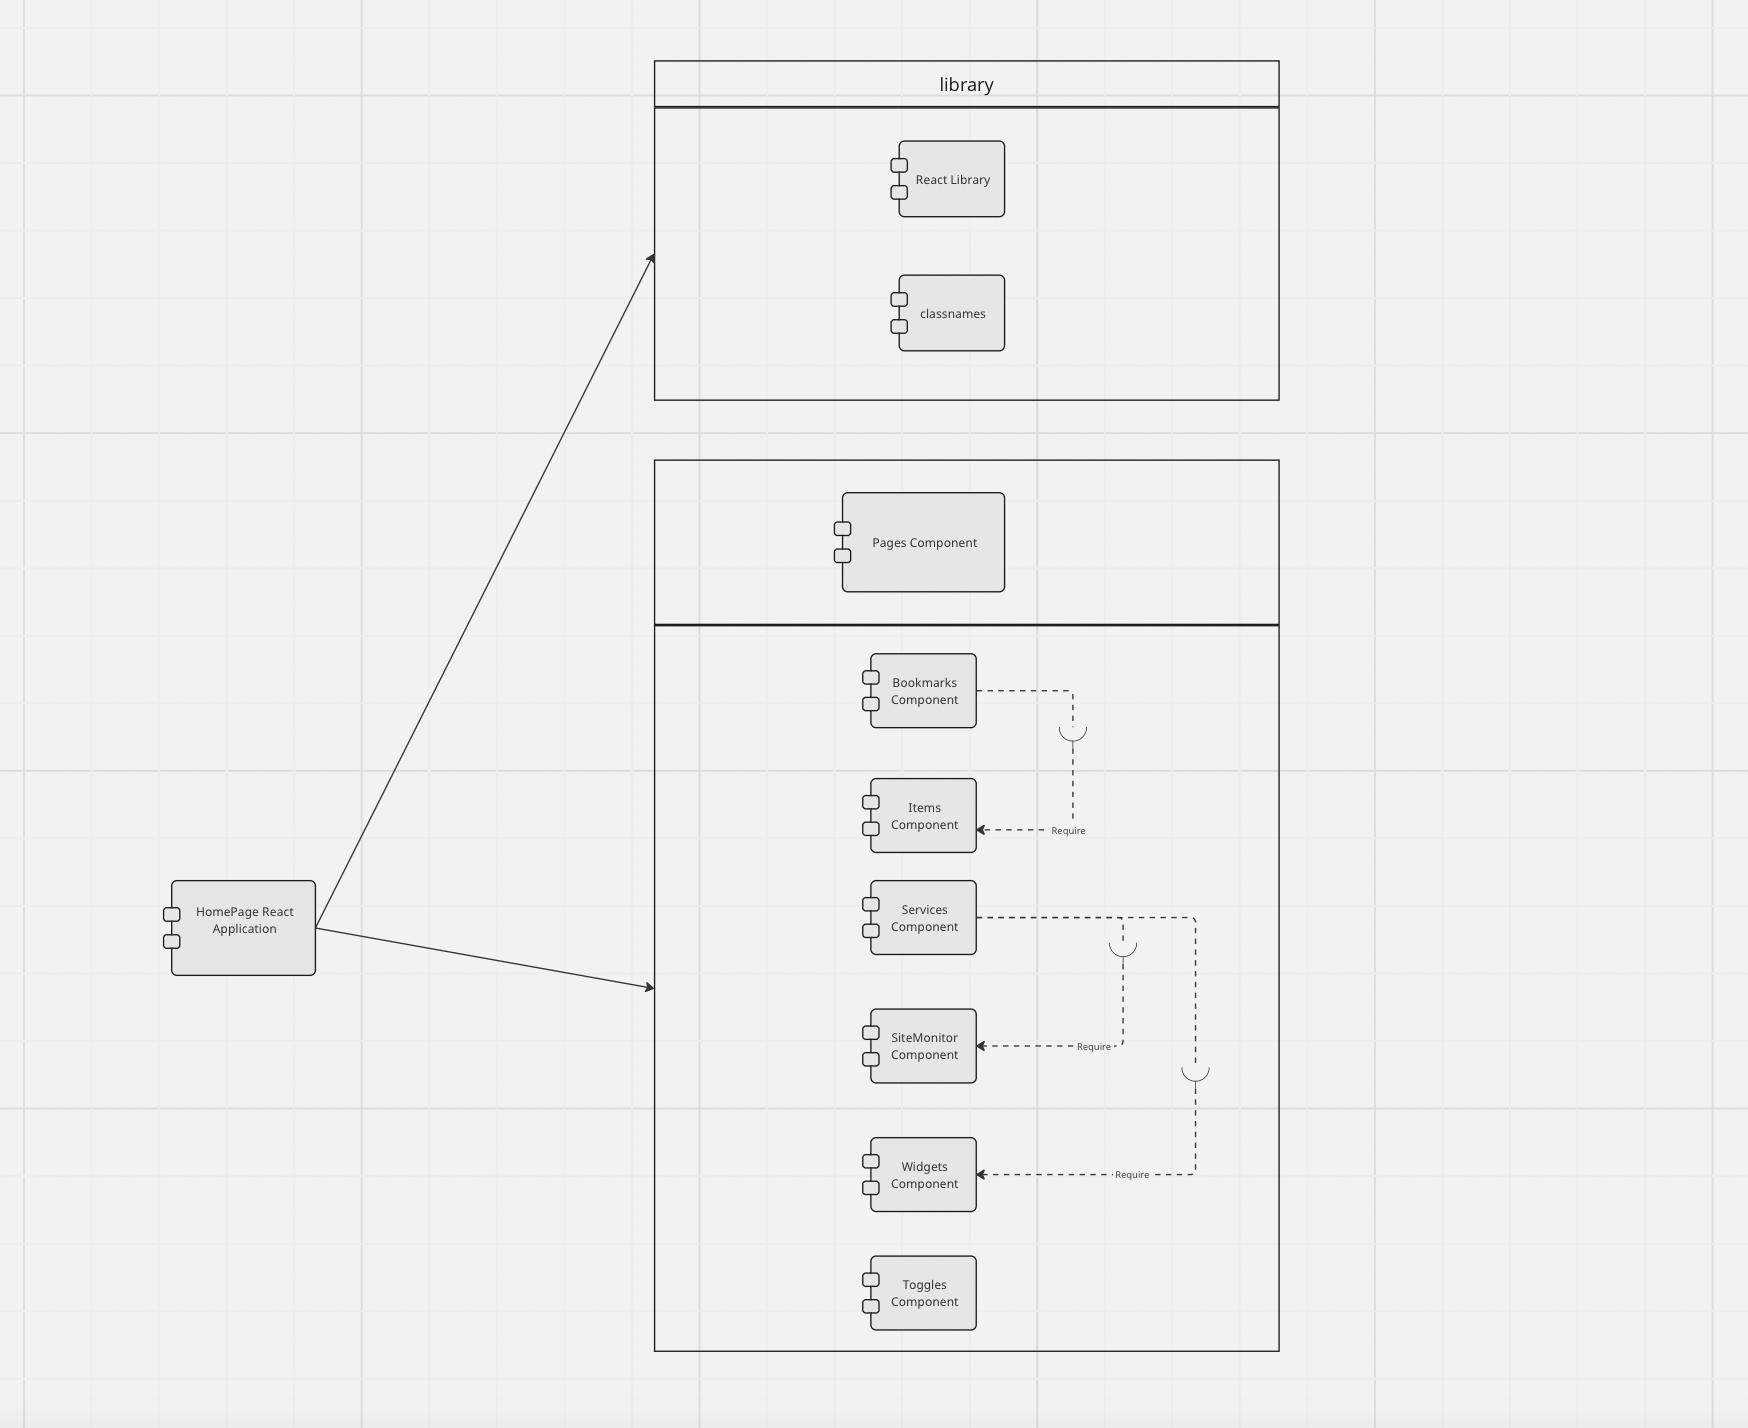 library
React Library
classnames
Pages Component
Bookmarks
Component
Items
Component
Require
HomePage React
Application
Services
Component
SiteMonitor
Component
Require
Widgets
Component
Require
Toggles
Component